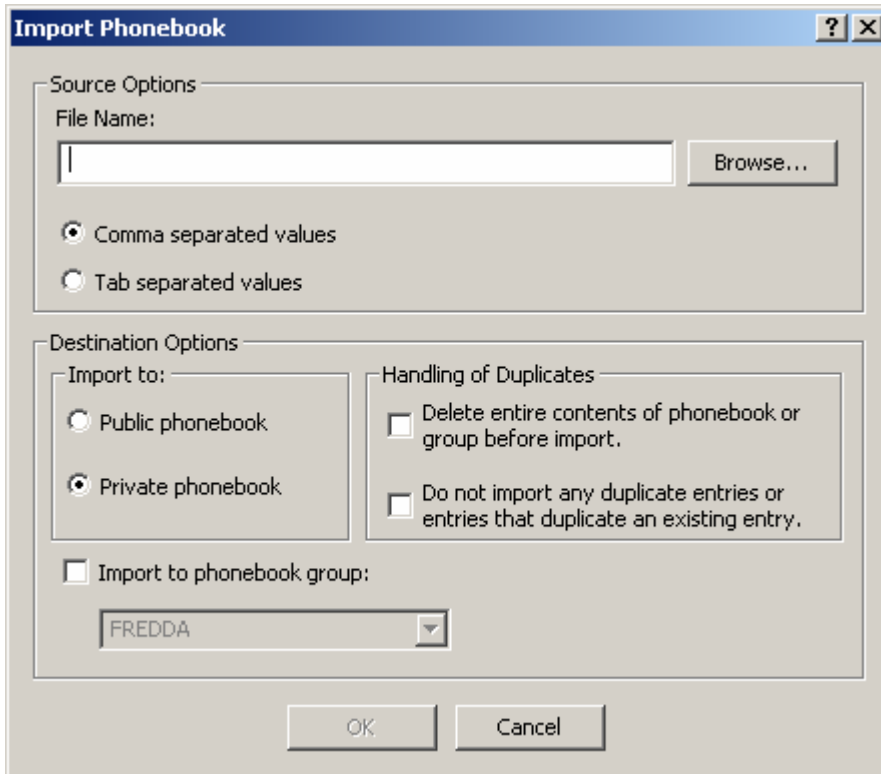 Import Phonebook
Source Options
File Name:
Browse...
Comma separated values
Tab separated values
Destination Options
Import to:
Public phonebook
Private phonebook
Handling of Duplicates
Delete entire contents of phonebook or
group before import.
Do not import any duplicate entries or
entries that duplicate an existing entry.
Import to phonebook group:
FREDDA
OK
Cancel